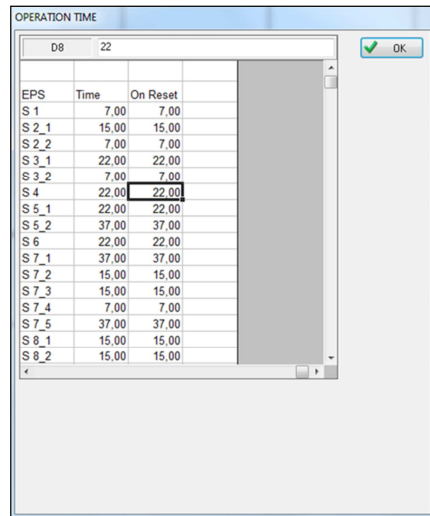 OPERATION TIME
D8 22 OK
EPS Time On Reset
S 1 7,00 7,00
S 2_1 15,00 15,00
S 2_2 7,00 7,00
S 3_1 22,00 22,00
S 3_2 7,00 7,00
S 4 22,00 22,00
S 5_1 22,00 22,00
S 5_2 37,00 37,00
S 6 22,00 22,00
S 7_1 37,00 37,00
S 7_2 15,00 15,00
S 7_3 15,00 15,00
S 7_4 7,00 7,00
S 7_5 37,00 37,00
S 8_1 15,00 15,00
S 8_2 15,00 15,00